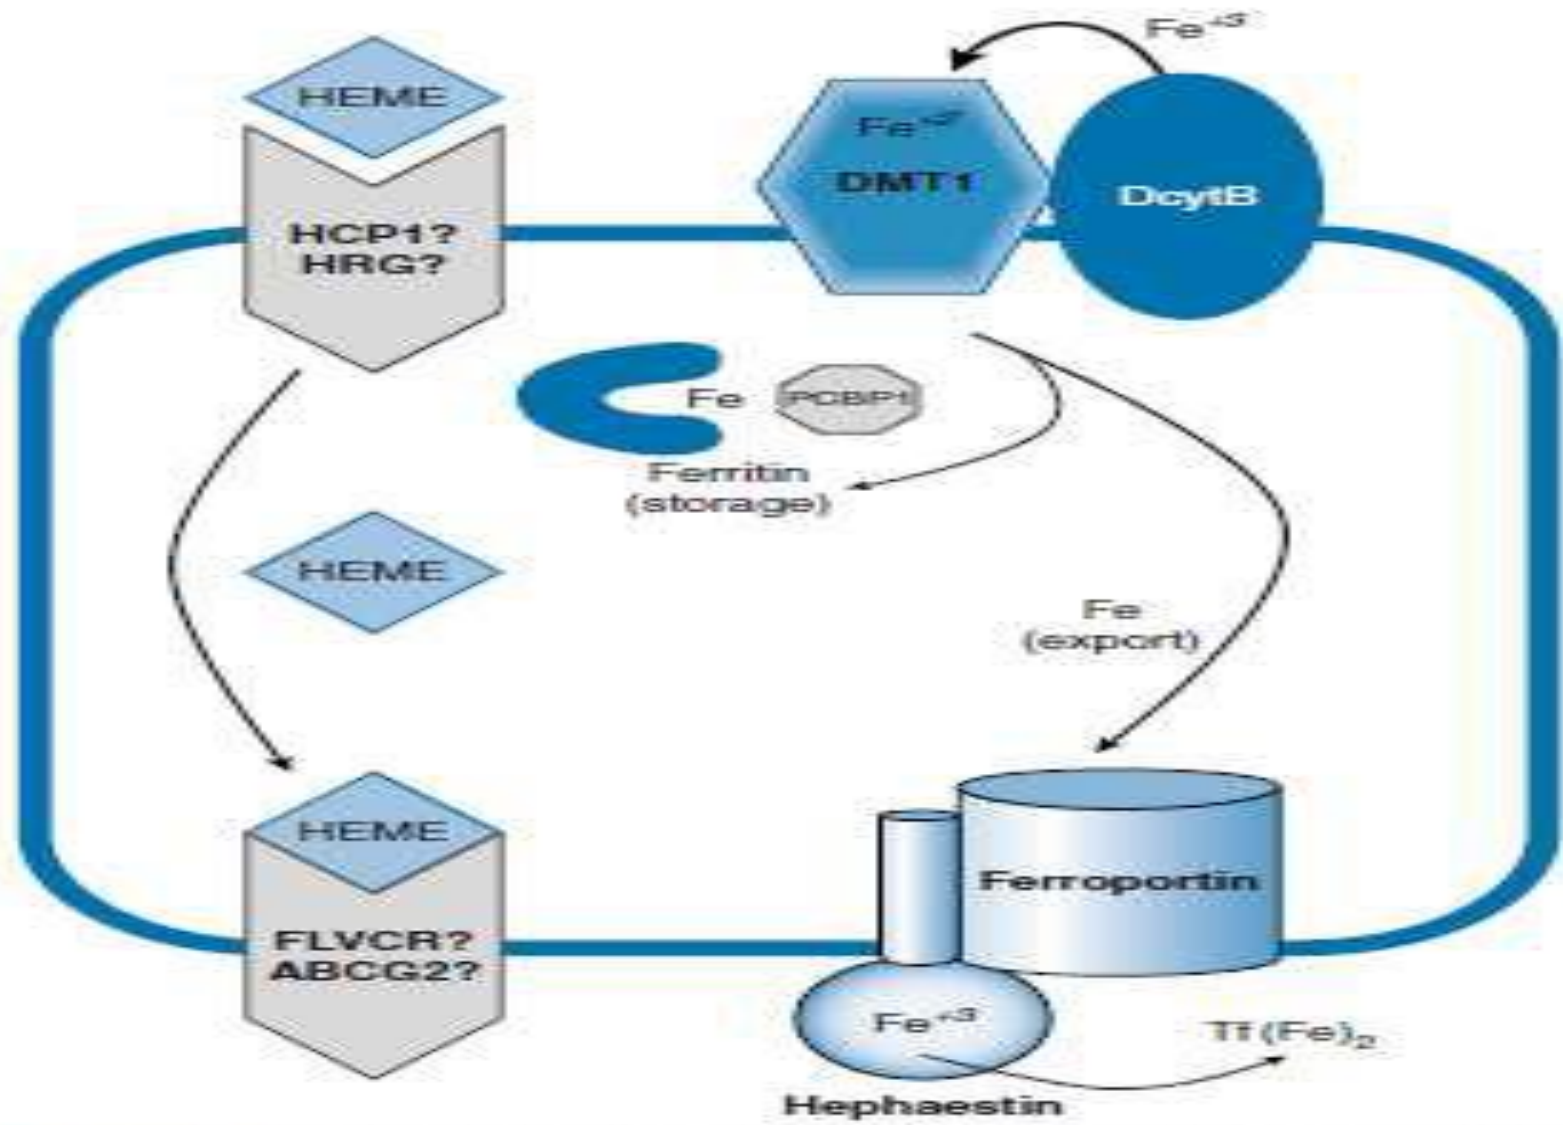 HEME
HCP1?
HRG?
Fe+3
Fe+2
DMT1
DcytB
Fe
PCBP1
Ferritin
(storage)
HEME
Fe
(export)
HEME
FLVCR?
ABCG2?
Ferroportin
Fe+3
Hephaestin
Tf(Fe)2